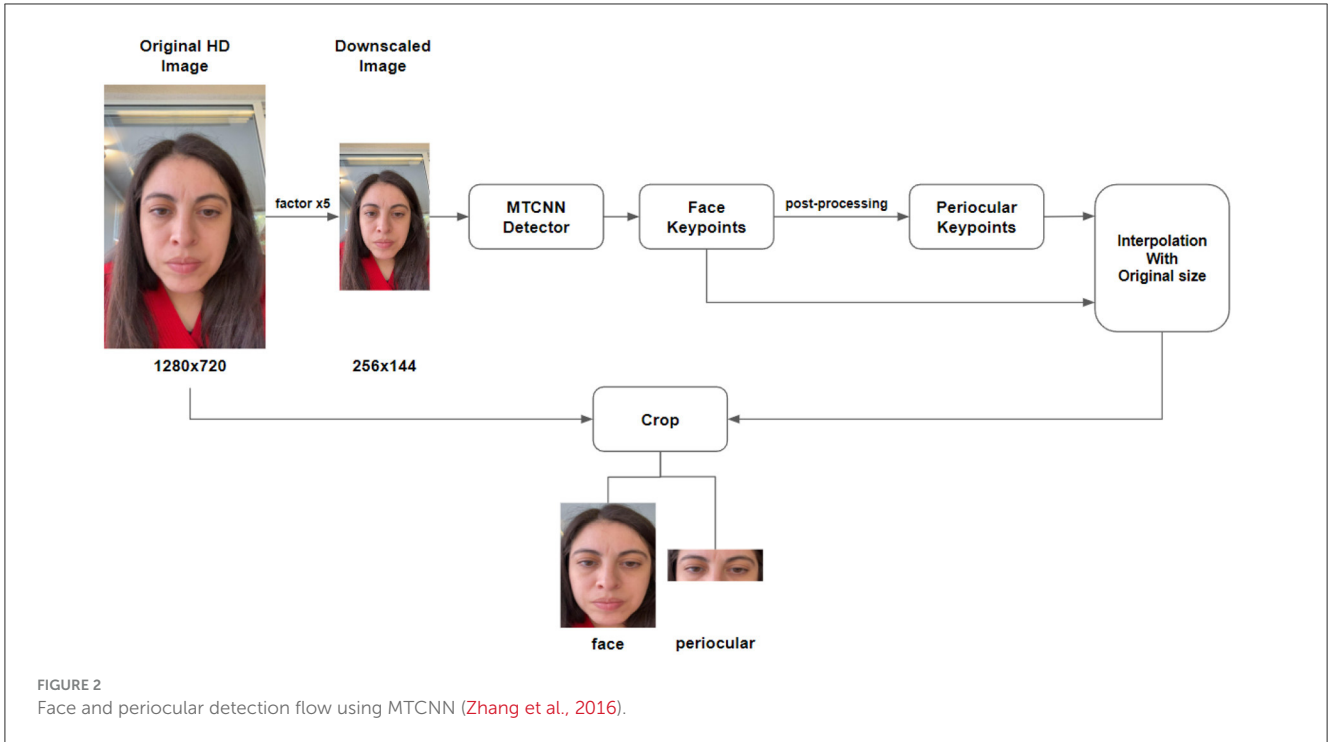 Original HD
Image
Downscaled
Image
factor x5
MTCNN
Detector
Face
Keypoints
post-processing
Periocular
Keypoints
Interpolation
With
Original size
1280x720
256x144
Crop
face
periocular
FIGURE 2
Face and periocular detection flow using MTCNN (Zhang et al., 2016).